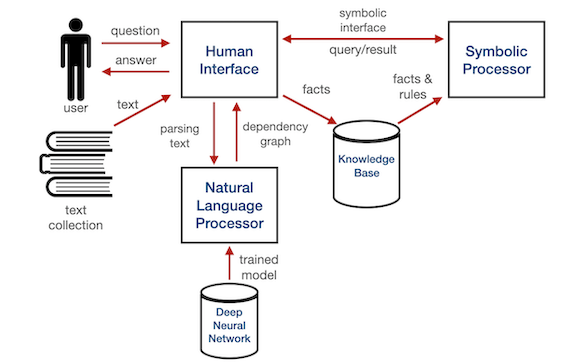 question
answer
user
text
text
collection
Human
Interface
symbolic
interface
query/result
Symbolic
Processor
parsing
text
dependency
graph
facts
facts &
rules
Knowledge
Base
Natural
Language
Processor
trained
model
Deep
Neural
Network